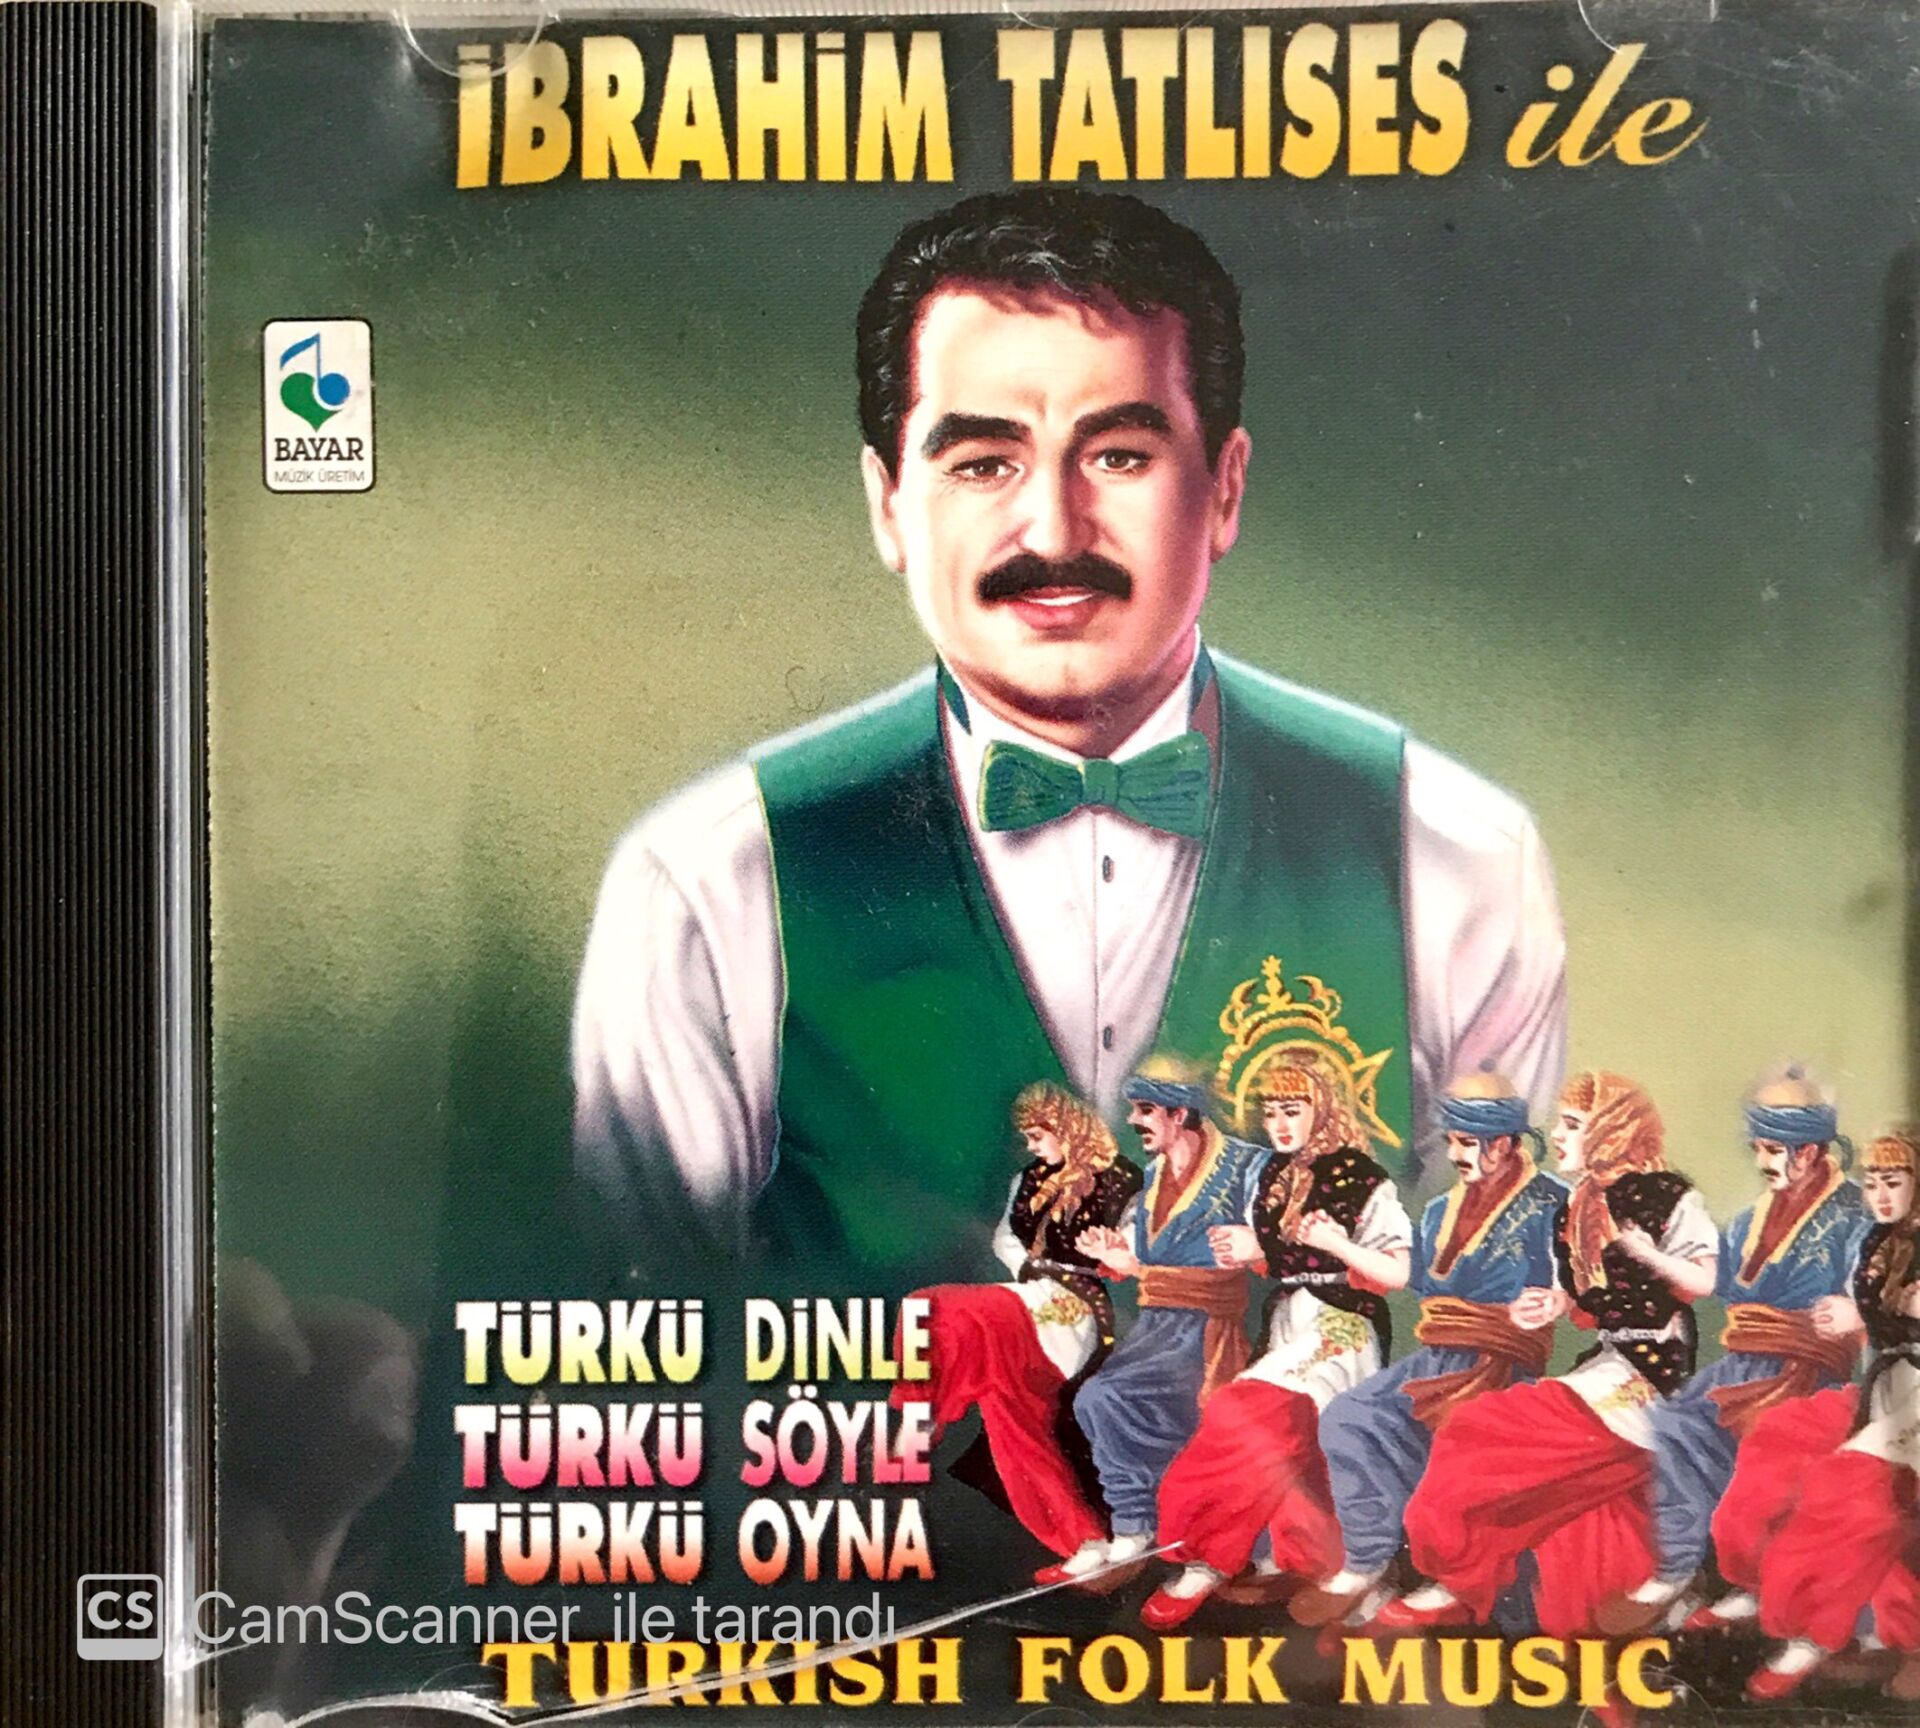 İBRAHİM TATLISES ile
BAYAR
MÜZİK ÜRETİM
TÜRKÜ DİNLE
TÜRKÜ SÖYLE
TÜRKÜ OYNA
CS CamScanner ile tarandı
TURKISH FOLK MUSIC